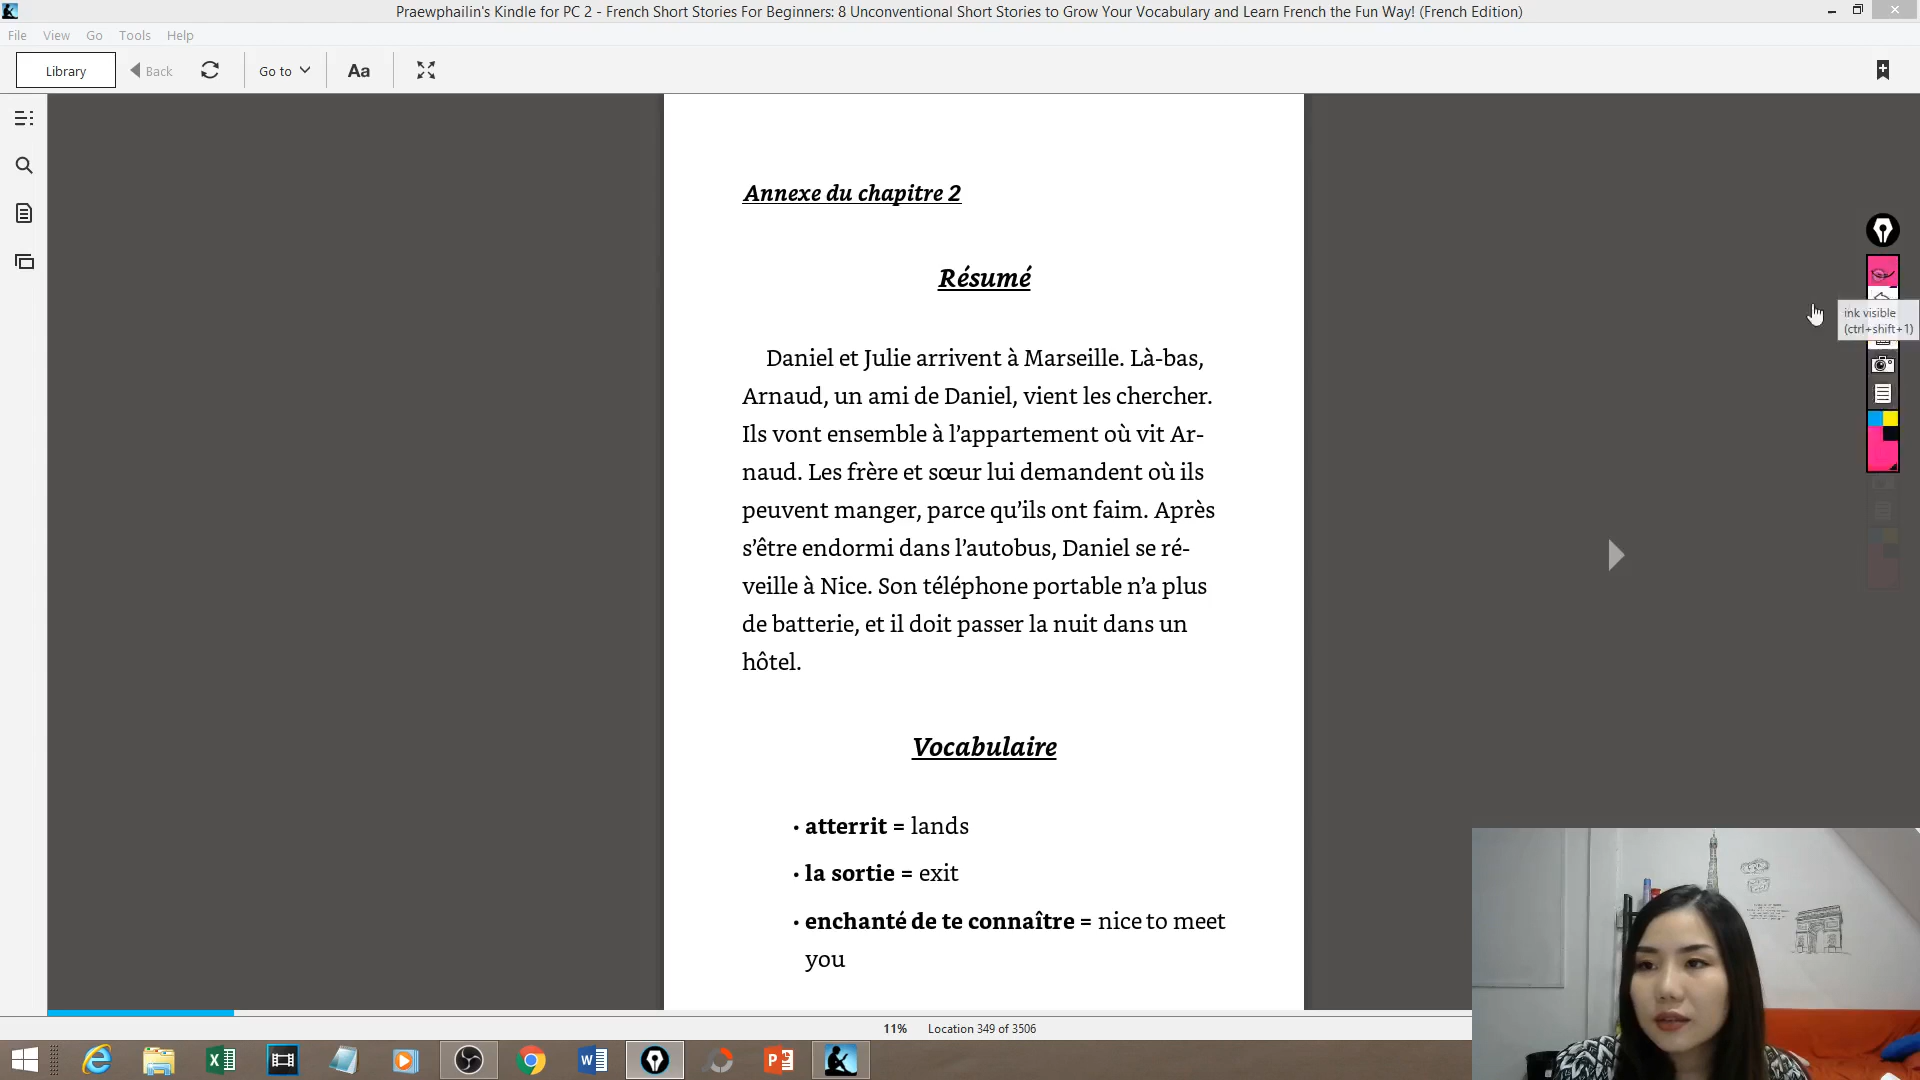 Praewphailin's Kindle for PC 2 - French Short Stories For Beginners: 8 Unconventional Short Stories to Grow Your Vocabulary and Learn French the Fun Way! (French Edition)
File View Go Tools Help
Library Back Go to Aa
Annexe du chapitre 2
Résumé
Daniel et Julie arrivent à Marseille. Là-bas,
Arnaud, un ami de Daniel, vient les chercher.
Ils vont ensemble à l’appartement où vit Ar-
naud. Les frère et sœur lui demandent où ils
peuvent manger, parce qu’ils ont faim. Après
s’être endormi dans l’autobus, Daniel se ré-
veille à Nice. Son téléphone portable n’a plus
de batterie, et il doit passer la nuit dans un
hôtel.
Vocabulaire
• atterrit = lands
• la sortie = exit
• enchanté de te connaître = nice to meet
you
ink visible
(ctrl+shift+1)
11% Location 349 of 3506